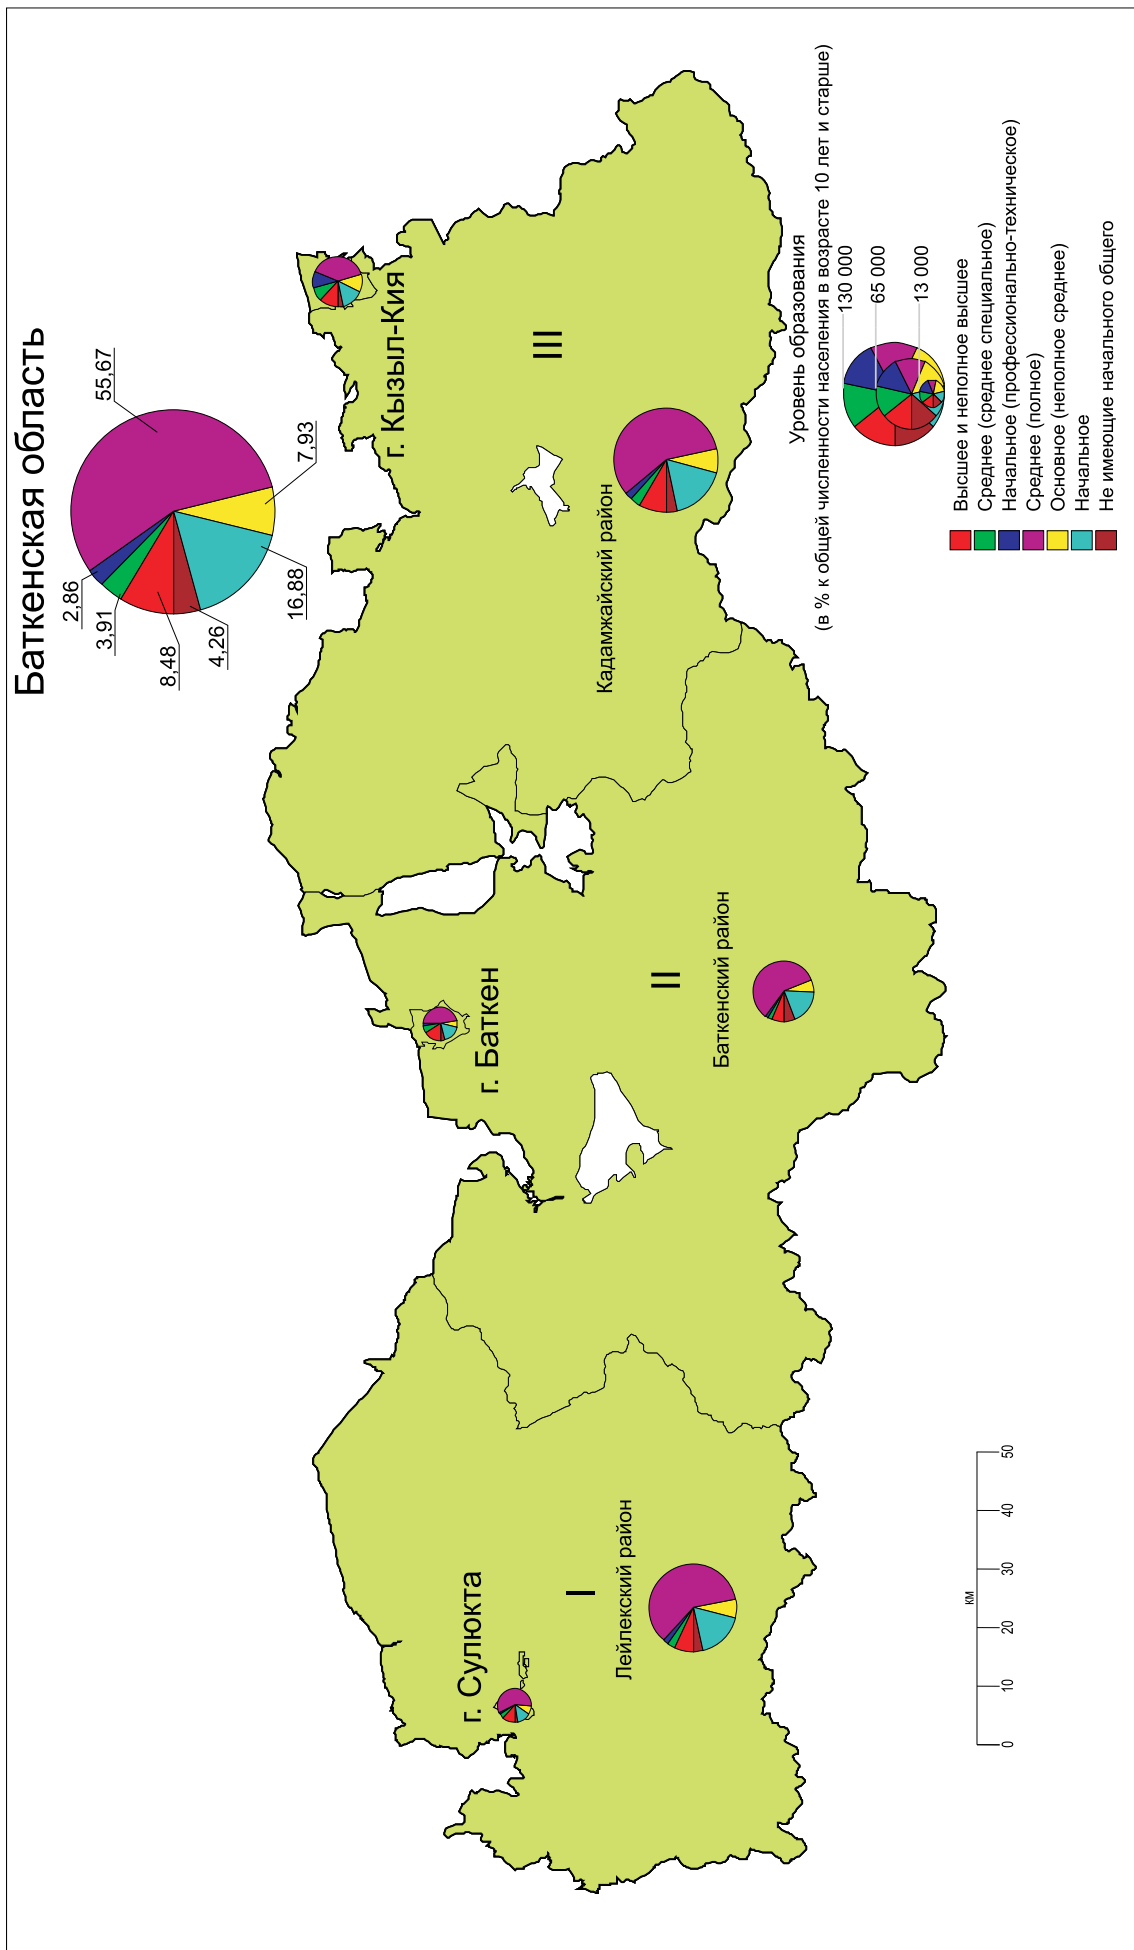 Баткенская область
55,67
2,86
3,91
8,48
4,26
16,88
7,93
г. Кызыл-Кия
III
Кадамжайский район
г. Баткен
II
Баткенский район
г. Сулюкта
I
Лейлекский район
Уровень образования
(в % к общей численности населения в возрасте 10 лет и старше)
130 000
65 000
13 000
Высшее и неполное высшее
Среднее (среднее специальное)
Начальное (профессионально-техническое)
Среднее (полное)
Основное (неполное среднее)
Начальное
Не имеющие начального общего
км
0 10 20 30 40 50